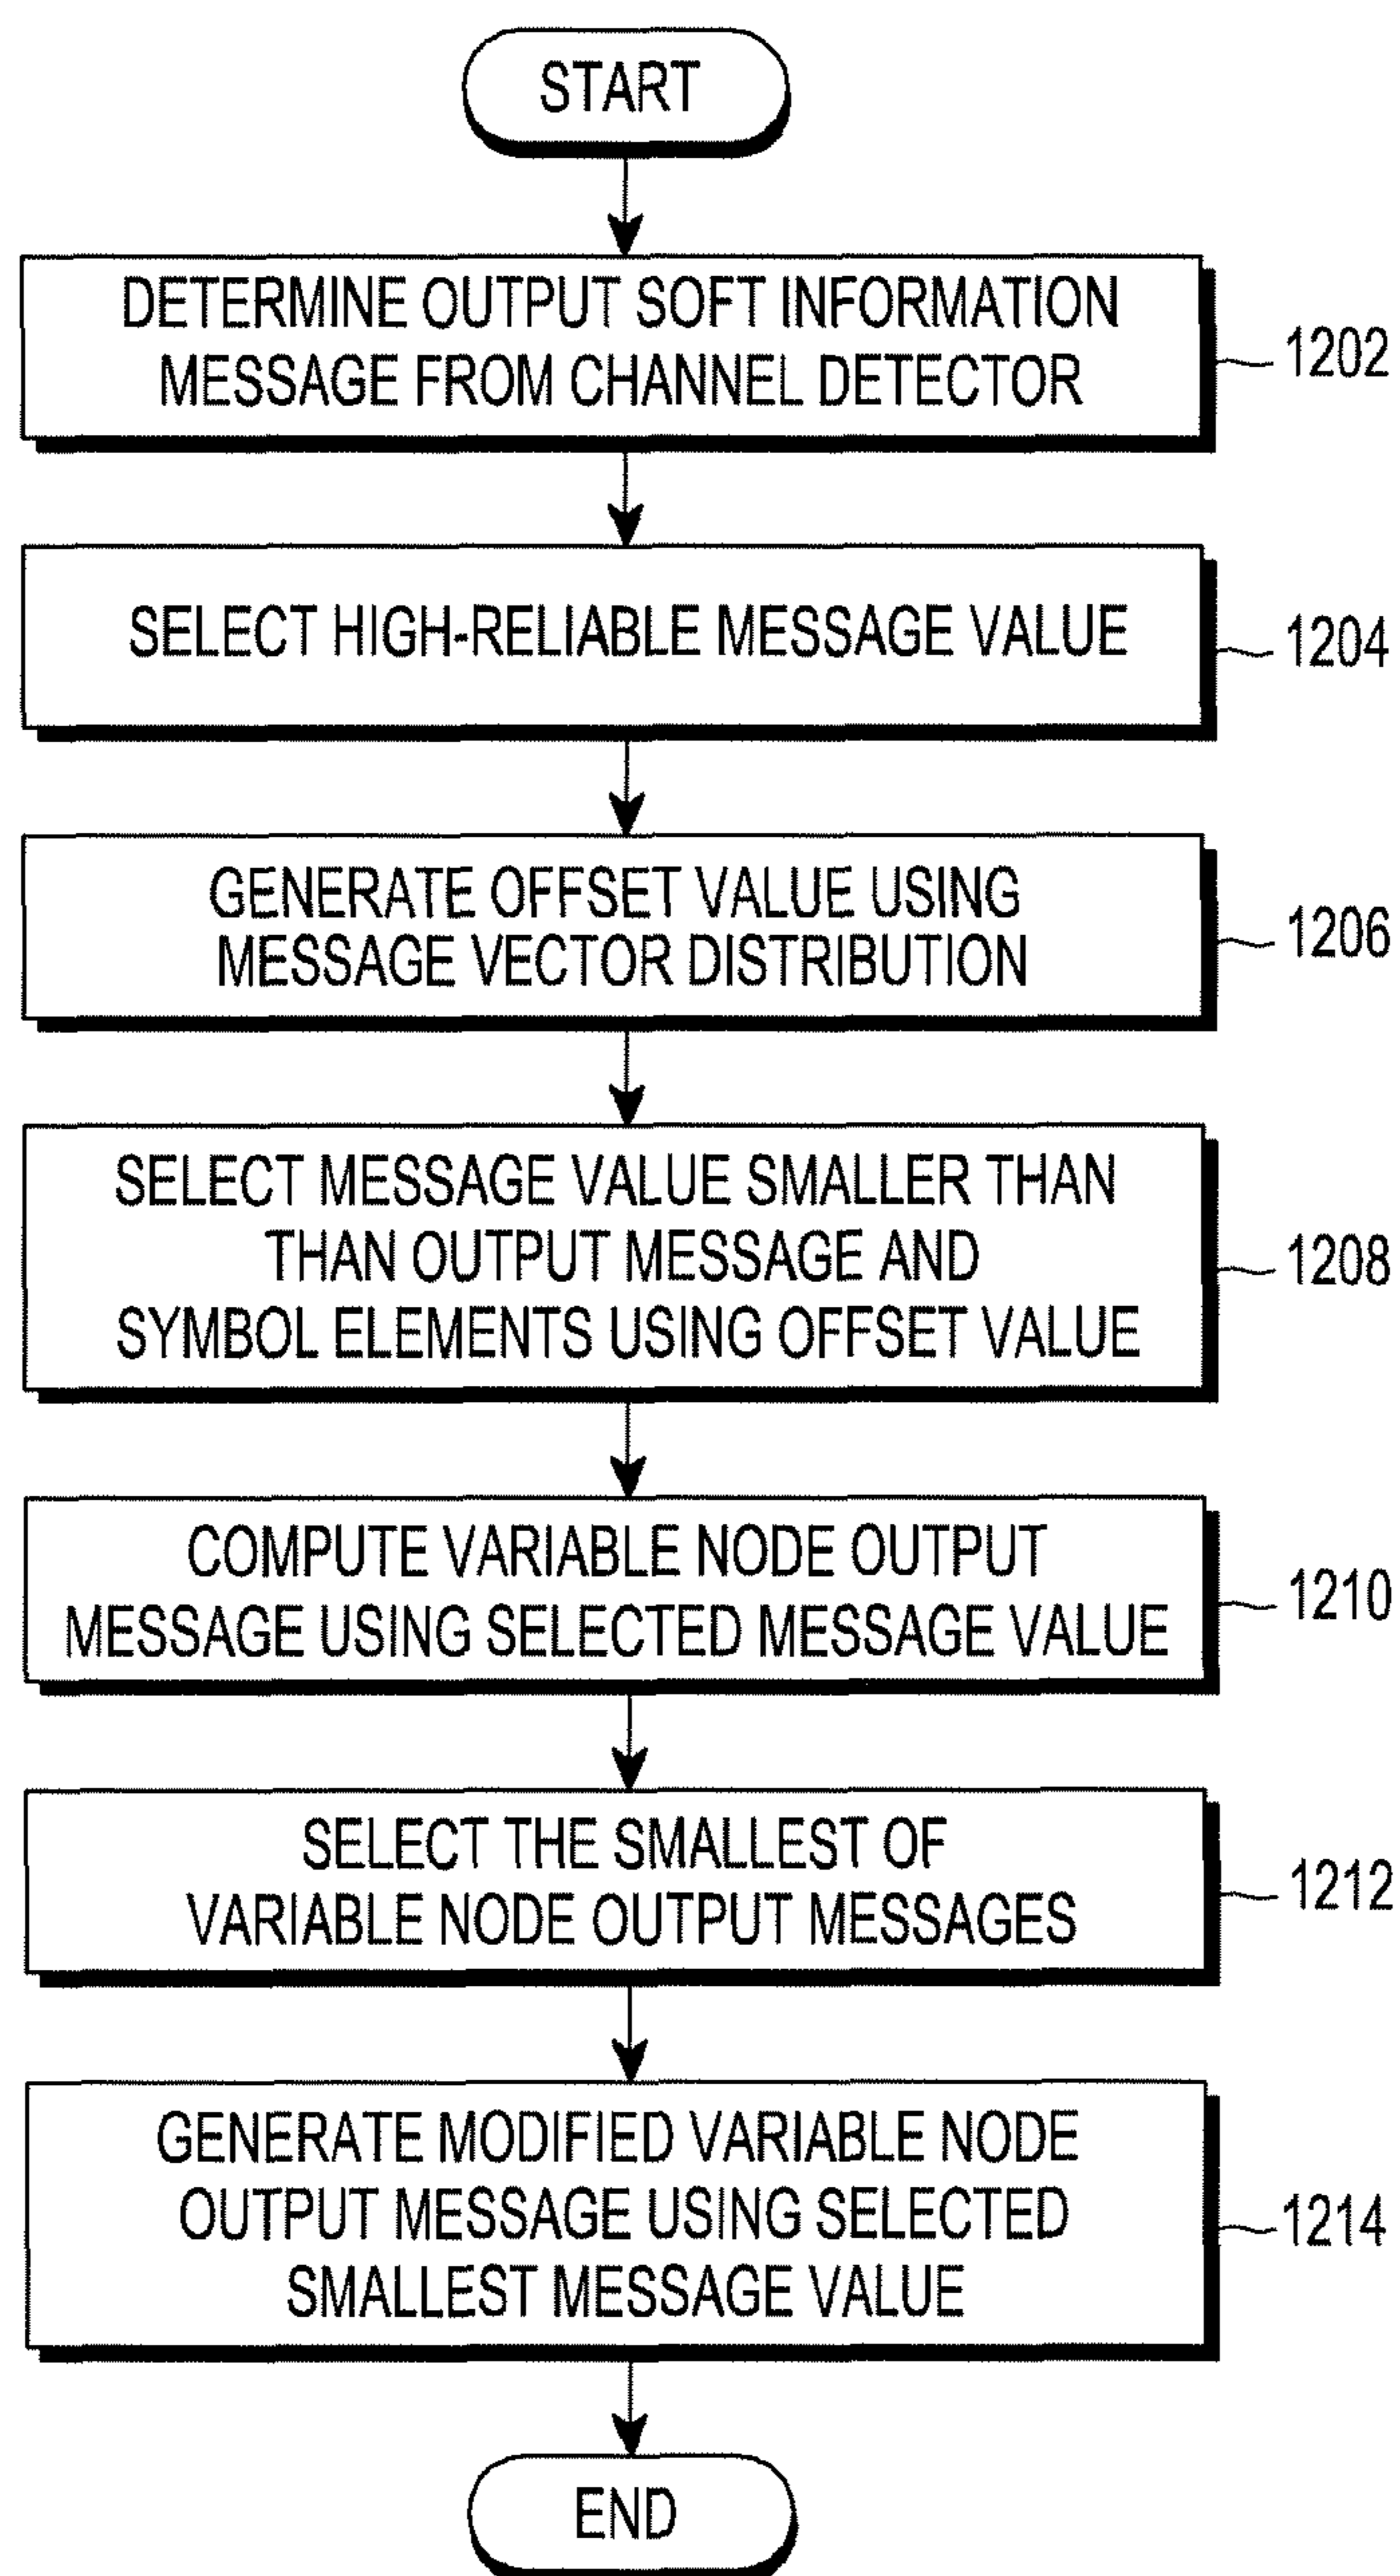 START
DETERMINE OUTPUT SOFT INFORMATION
MESSAGE FROM CHANNEL DETECTOR
1202
SELECT HIGH-RELIABLE MESSAGE VALUE
1204
GENERATE OFFSET VALUE USING
MESSAGE VECTOR DISTRIBUTION
1206
SELECT MESSAGE VALUE SMALLER THAN
THAN OUTPUT MESSAGE AND
SYMBOL ELEMENTS USING OFFSET VALUE
1208
COMPUTE VARIABLE NODE OUTPUT
MESSAGE USING SELECTED MESSAGE VALUE
1210
SELECT THE SMALLEST OF
VARIABLE NODE OUTPUT MESSAGES
1212
GENERATE MODIFIED VARIABLE NODE
OUTPUT MESSAGE USING SELECTED
SMALLEST MESSAGE VALUE
1214
END